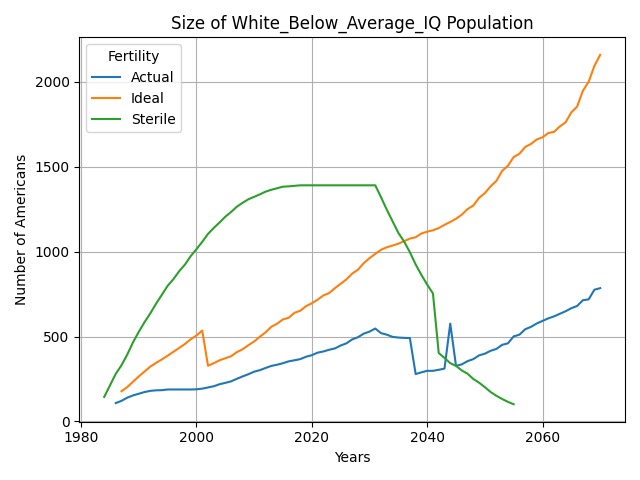 Size of White_Below_Average_IQ Population
Fertility
Actual
Ideal
Sterile
Number of Americans
2000
1500
1000
500
0
1980
2000
2020
2040
2060
Years